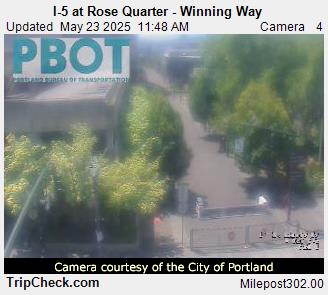 I-5 at Rose Quarter - Winning Way
Updated May 23 2025 11:48 AM Camera 4
PBOT
PORTLAND BUREAU OF TRANSPORTATION
Camera courtesy of the City of Portland
TripCheck.com Milepost302.00